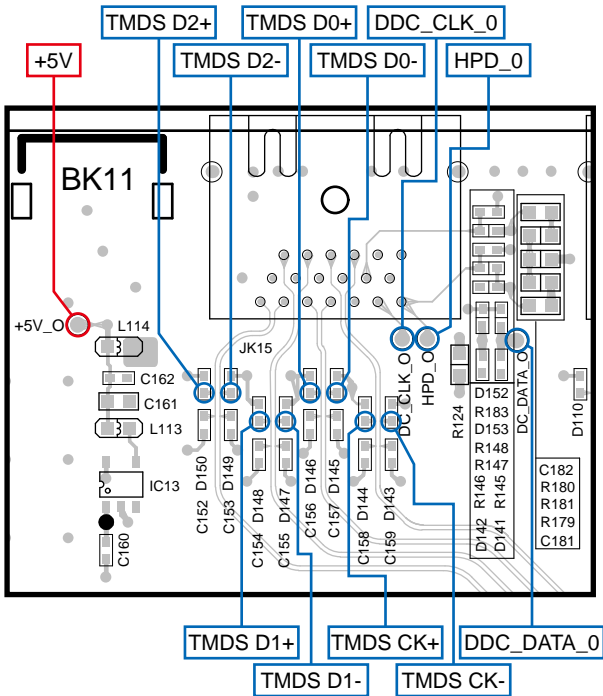 TMDS D2+
TMDS D0+
DDC_CLK_0
+5V
TMDS D2-
TMDS D0-
HPD_0
BK11
+5V_O
L114
JK15
C162
C161
L113
IC13
C160
D150
D149
C152
C153
D148
D147
C154
C155
D146
D145
C156
C157
D144
D143
C158
C159
DC_CLK_O
HPD_O
R124
DC_DATA_O
D110
D152
R183
D153
R148
R147
R146
R145
D142
D141
C182
R180
R181
R179
C181
TMDS D1+
TMDS CK+
DDC_DATA_0
TMDS D1-
TMDS CK-